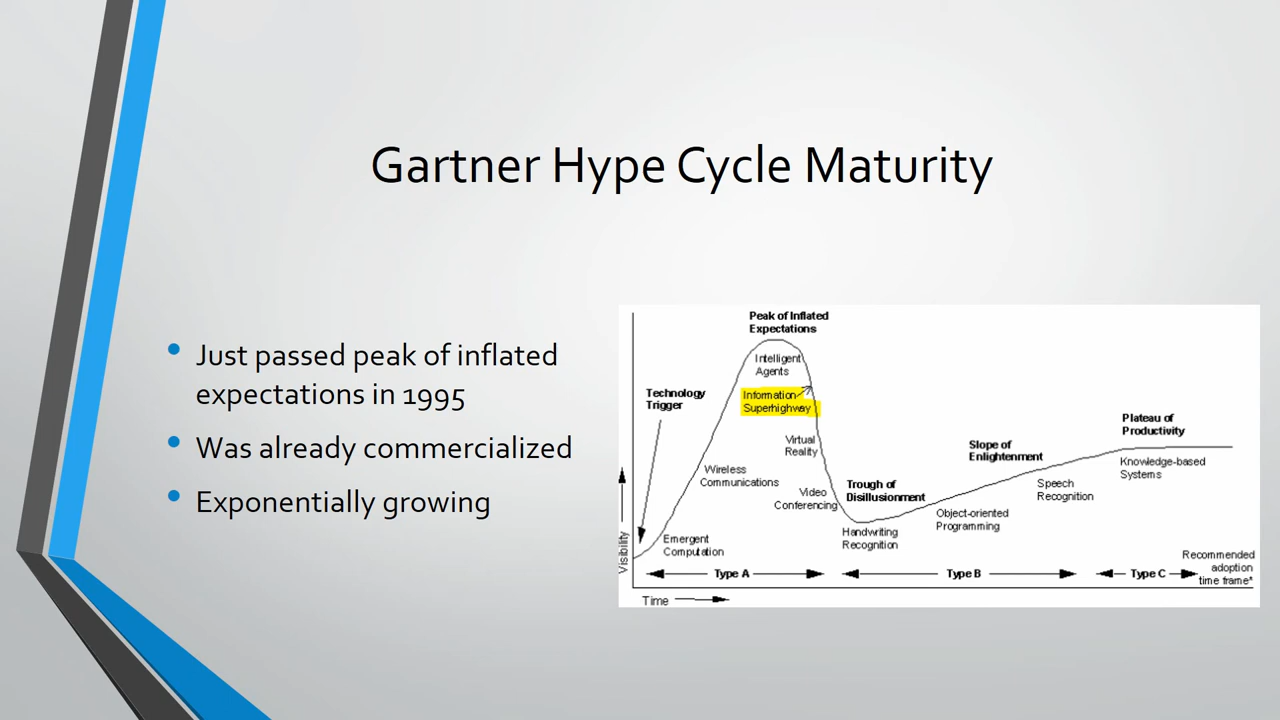 Gartner Hype Cycle Maturity
• Just passed peak of inflated
expectations in 1995
• Was already commercialized
• Exponentially growing
Peak of Inflated
Expectations
Intelligent
Agents
Technology
Trigger
Information
Superhighway
Virtual
Reality
Wireless
Communications
Video
Conferencing
Emergent
Computation
Trough of
Disillusionment
Handwriting
Recognition
Slope of
Enlightenment
Object-oriented
Programming
Speech
Recognition
Plateau of
Productivity
Knowledge-based
Systems
Visibility
Type A
Type B
Type C
Recommended
adoption
time frame*
Time